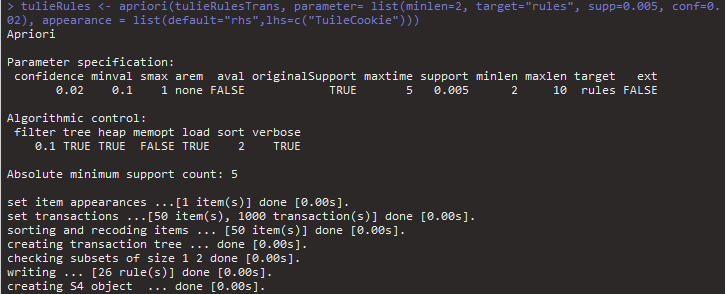 > tulieRules <- apriori(tulieRulesTrans, parameter= list(minlen=2, target="rules", supp=0.005, conf=0.
02), appearance = list(default="rhs",lhs=c("TuileCookie")))
Apriori

Parameter specification:
 confidence minval smax arem  aval originalSupport maxtime support minlen maxlen target   ext
       0.02    0.1    1 none FALSE            TRUE       5   0.005      2     10  rules FALSE

Algorithmic control:
 filter tree heap memopt load sort verbose
    0.1 TRUE TRUE  FALSE TRUE    2    TRUE

Absolute minimum support count: 5

set item appearances ...[1 item(s)] done [0.00s].
set transactions ...[50 item(s), 1000 transaction(s)] done [0.00s].
sorting and recoding items ... [50 item(s)] done [0.00s].
creating transaction tree ... done [0.00s].
checking subsets of size 1 2 done [0.00s].
writing ... [26 rule(s)] done [0.00s].
creating S4 object  ... done [0.00s].